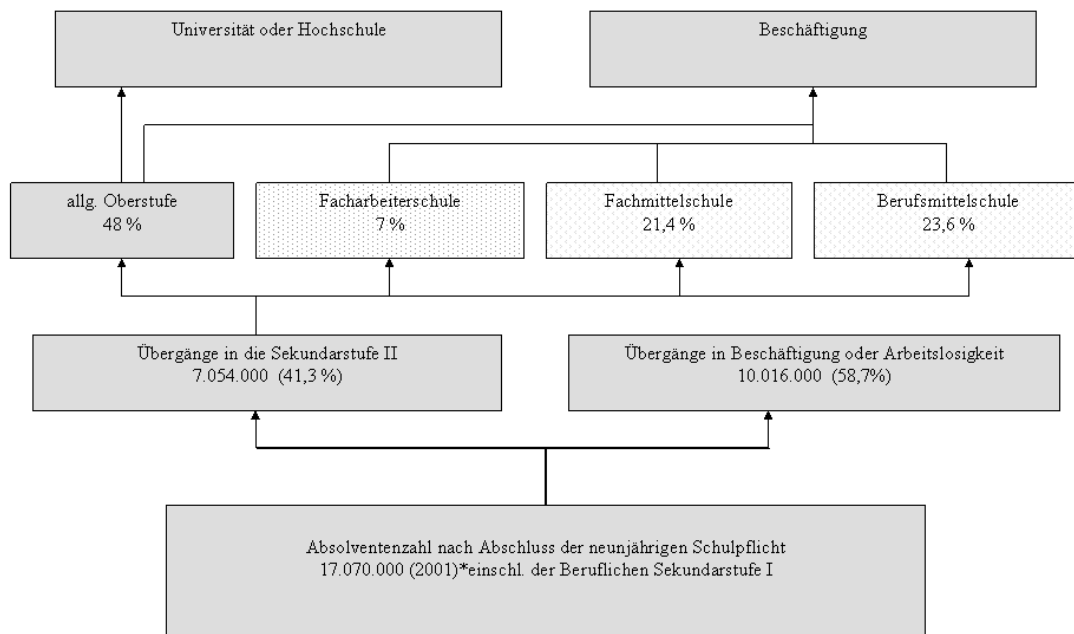 Universität oder Hochschule
Beschäftigung
allg. Oberstufe
48 %
Facharbeiterschule
7 %
Fachmittelschule
21,4 %
Berufsmittelschule
23,6 %
Übergänge in die Sekundarstufe II
7.054.000 (41,3 %)
Übergänge in Beschäftigung oder Arbeitslosigkeit
10.016.000 (58,7%)
Absolventenzahl nach Abschluss der neunjährigen Schulpflicht
17.070.000 (2001)*einschl. der Beruflichen Sekundarstufe I